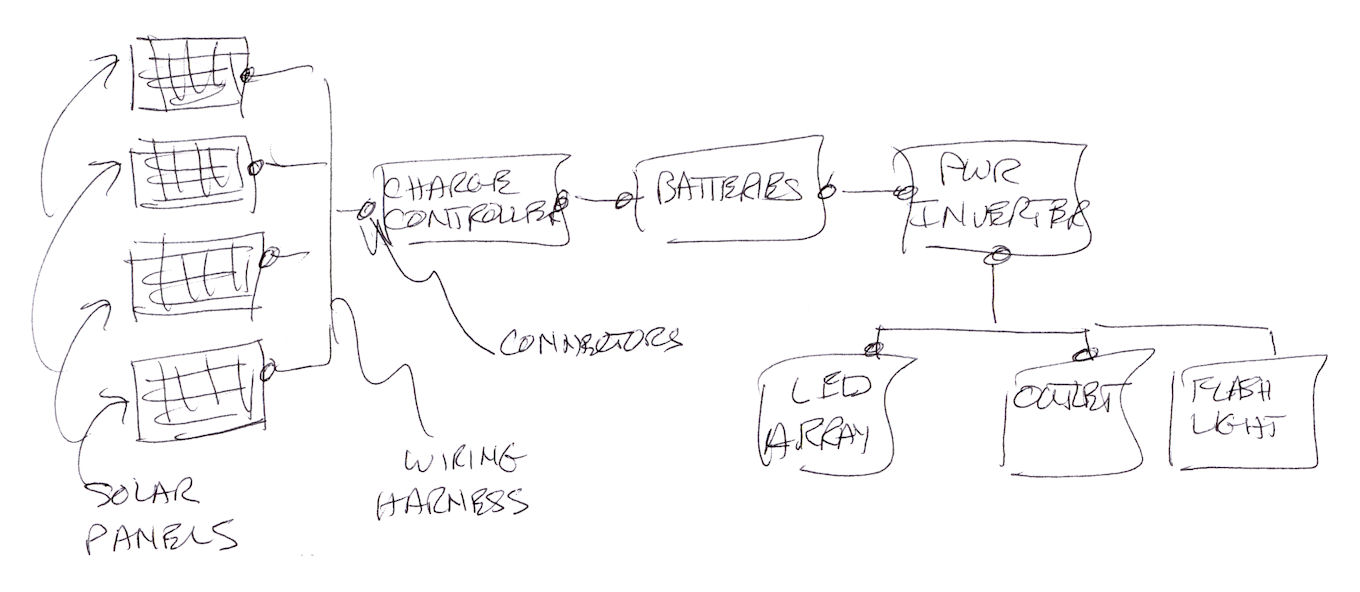 CHARGE
CONTROLLER
BATTERIES
PWR
INVERTER
CONNECTORS
LED
ARRAY
OUTLET
FLASH
LIGHT
WIRING
HARNESS
SOLAR
PANELS